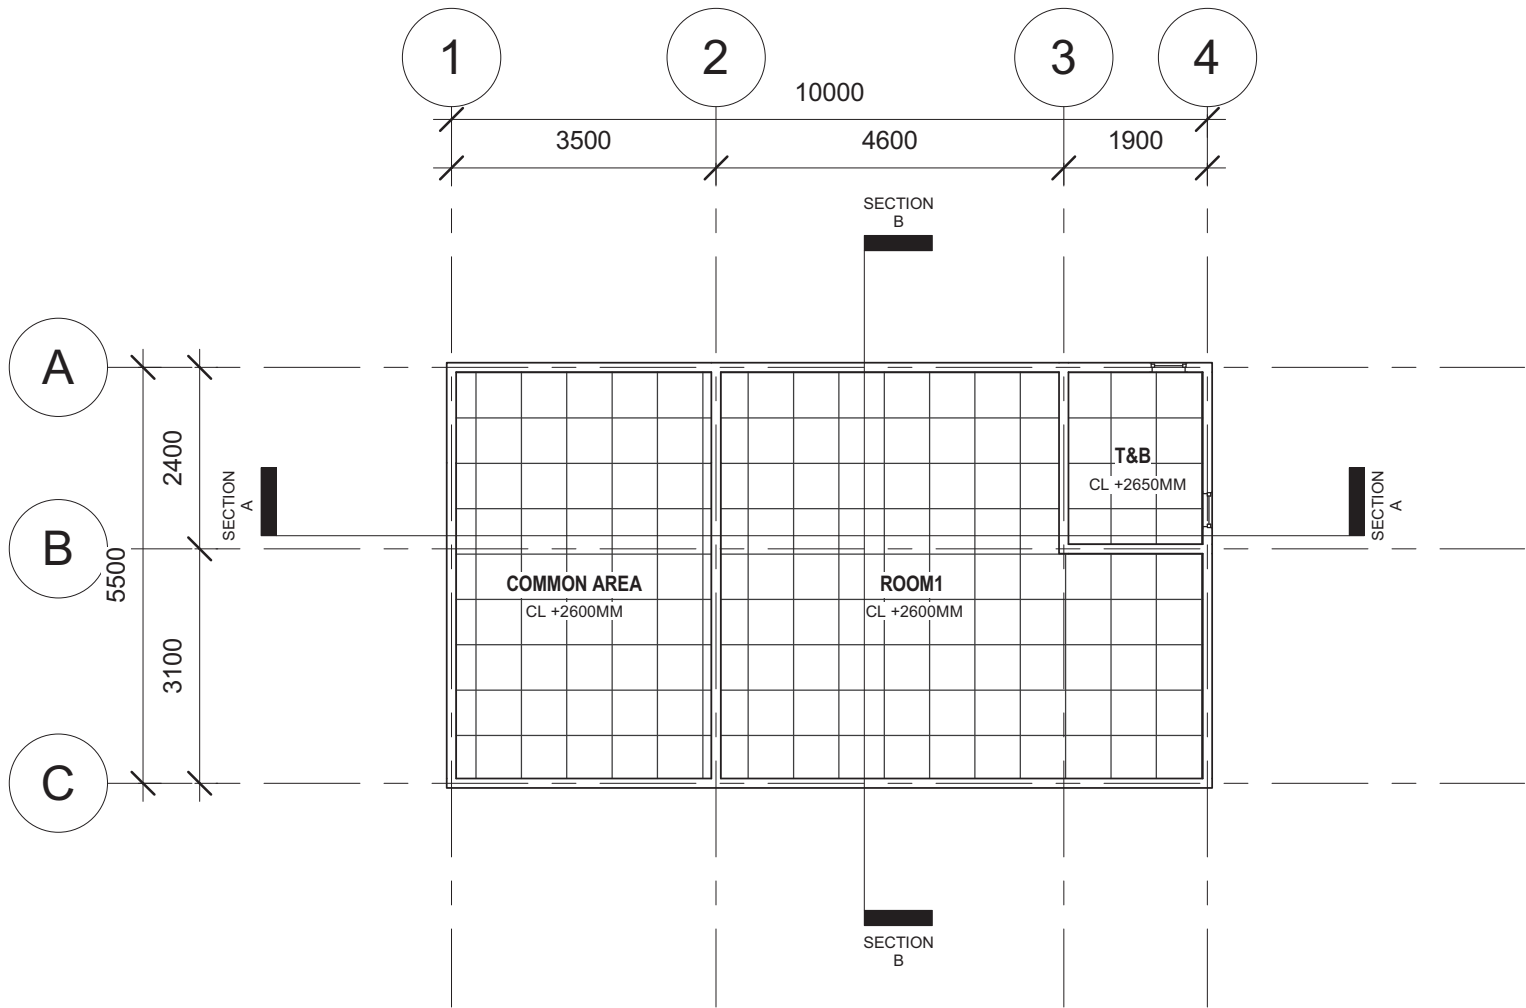 1
2
3
4
10000
3500
4600
1900
SECTION
B
A
B
C
2400
5500
3100
SECTION
A
T&B
CL +2650MM
SECTION
A
COMMON AREA
CL +2600MM
ROOM1
CL +2600MM
SECTION
B